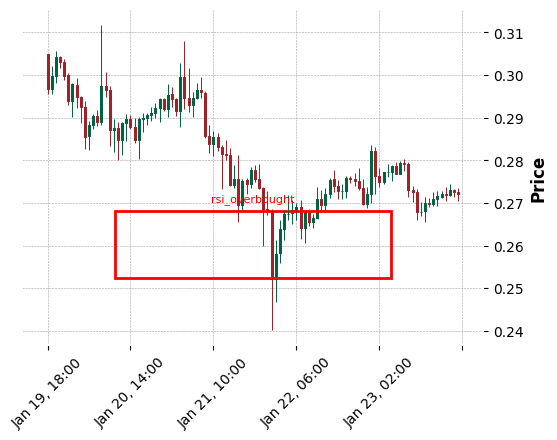 0.31
0.30
0.29
0.28
0.27
0.26
0.25
0.24
Price
rsi_overbought
Jan 19, 18:00
Jan 20, 14:00
Jan 21, 10:00
Jan 22, 06:00
Jan 23, 02:00